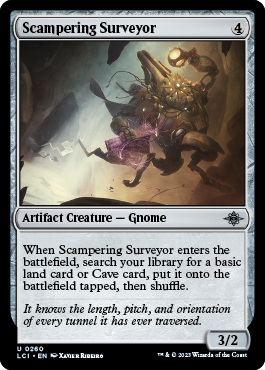 Scampering Surveyor 4
Artifact Creature — Gnome
When Scampering Surveyor enters the
battlefield, search your library for a basic
land card or Cave card, put it onto the
battlefield tapped, then shuffle.
It knows the length, pitch, and orientation
of every tunnel it has ever traversed.
3/2
U 0260
LCI • EN Xavier Ribeiro ™ & © 2023 Wizards of the Coast